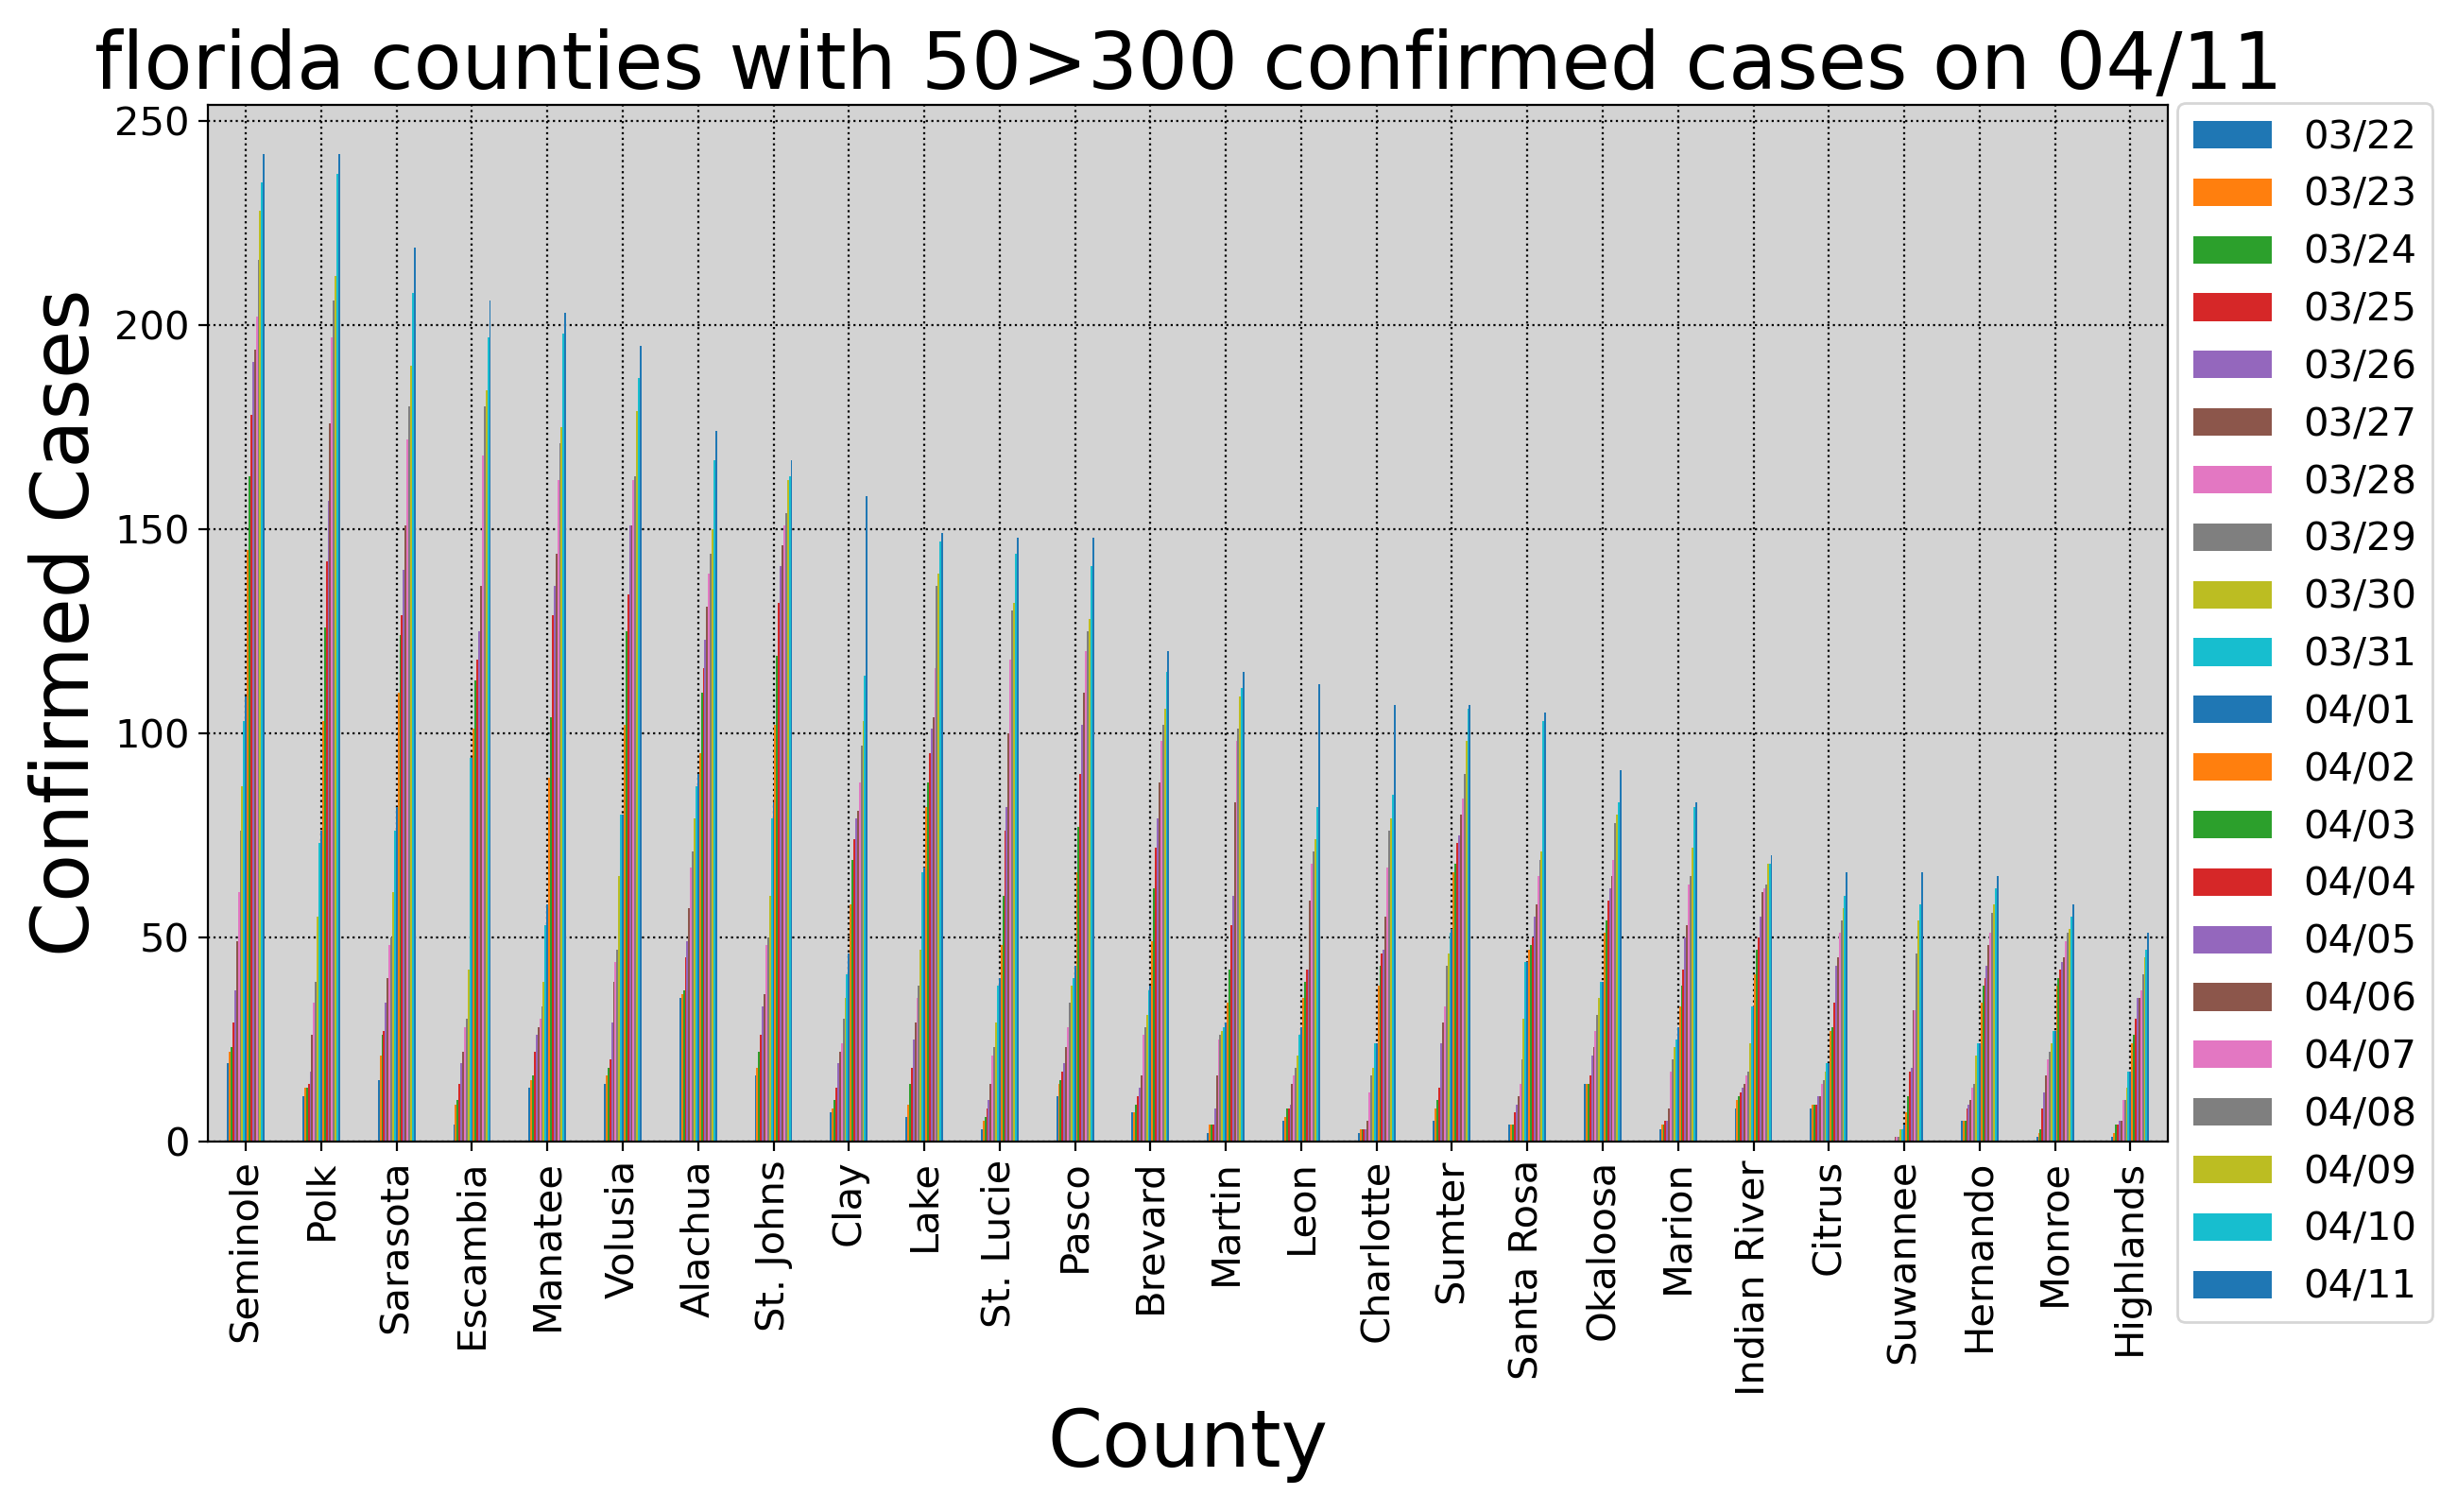 florida counties with 50>300 confirmed cases on 04/11
Confirmed Cases
250
200
150
100
50
0
Seminole
Polk
Sarasota
Escambia
Manatee
Volusia
Alachua
St. Johns
Clay
Lake
St. Lucie
Pasco
Brevard
Martin
Leon
Charlotte
Sumter
Santa Rosa
Okaloosa
Marion
Indian River
Citrus
Suwannee
Hernando
Monroe
Highlands
County
03/22
03/23
03/24
03/25
03/26
03/27
03/28
03/29
03/30
03/31
04/01
04/02
04/03
04/04
04/05
04/06
04/07
04/08
04/09
04/10
04/11